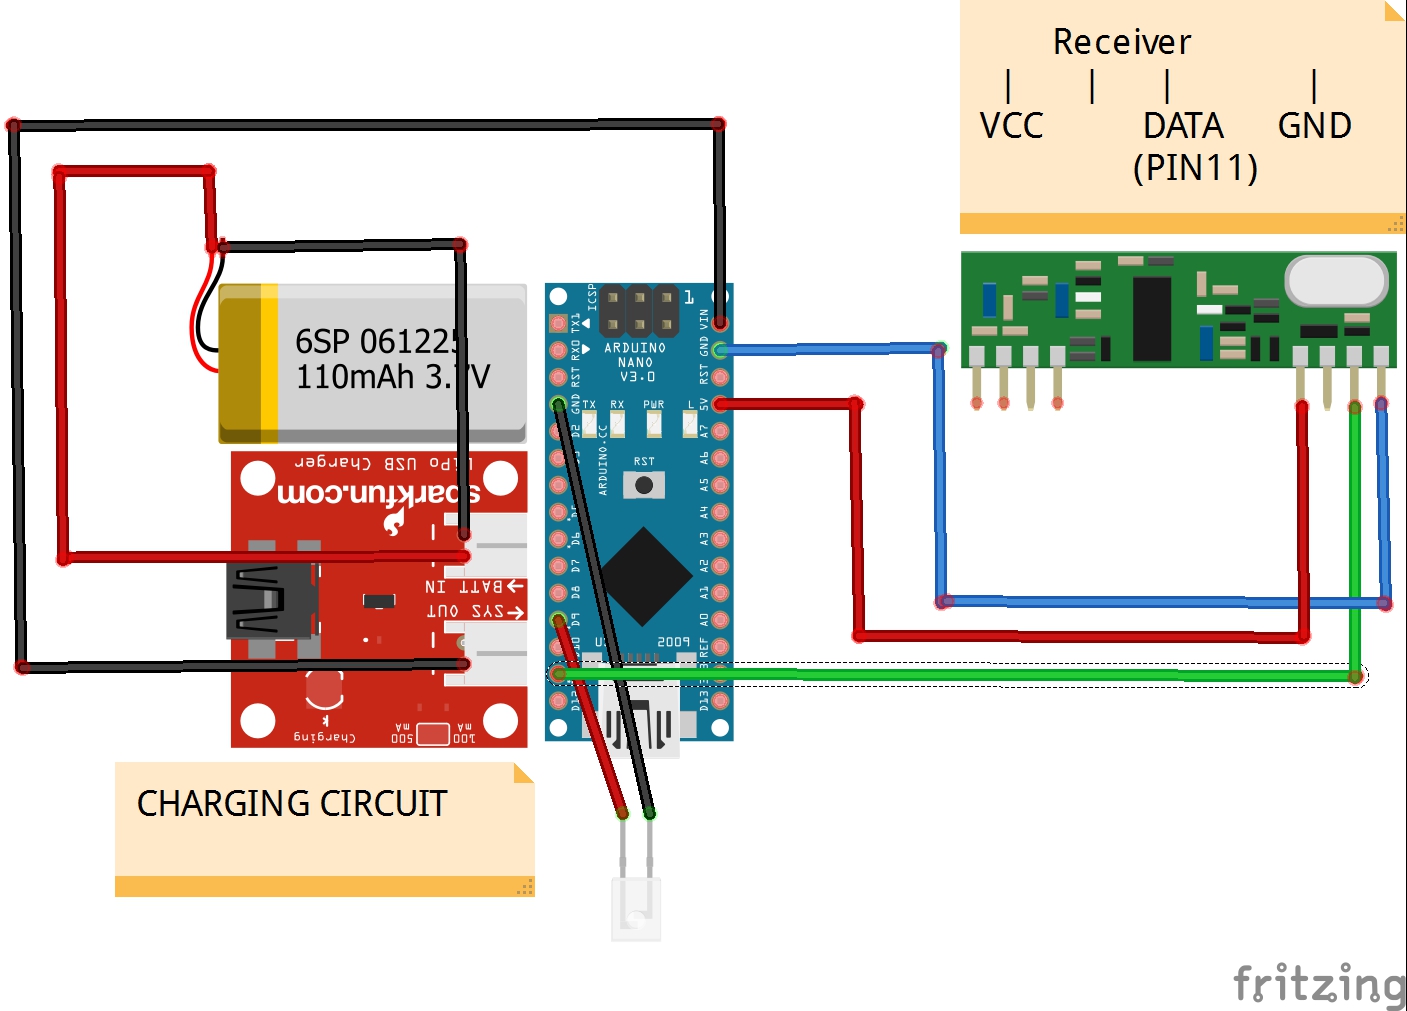 Receiver
| | | |
VCC DATA GND
(PIN11)
6SP 061225
110mAh 3.7V
LiPo USB Charger
sparkfun.com
BATT IN
SYS OUT
Charging
500 mA
100 mA
CHARGING CIRCUIT
ICSP
1
TX1
RX0
RST
GND
D2
D6
D7
D8
D9
VIN
GND
RST
5V
A7
A6
A5
A4
A3
A2
A1
A0
REF
D13
ARDUINO
NANO
V3.0
TX RX PWR L
ARDUINO.CC
RST
fritzing